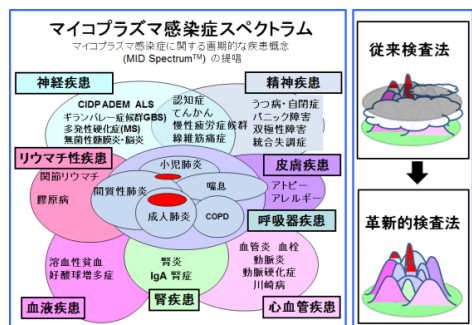 マイコプラズマ感染症スペクトラム
マイコプラズマ感染症に関する画期的な疾患概念
(MID Spectrum™) の提唱
神経疾患
精神疾患
CIDP ADEM ALS
ギランバレー症候群GBS)
多発性硬化症(MS)
無菌性髄膜炎・脳炎
認知症
てんかん
慢性疲労症候群
線維筋痛症
うつ病・自閉症
パニック障害
双極性障害
統合失調症
リウマチ性疾患
関節リウマチ
膠原病
小児肺炎
間質性肺炎
喘息
成人肺炎
COPD
皮膚疾患
アトピー
アレルギー
呼吸器疾患
溶血性貧血
好酸球増多症
腎炎
IgA 腎症
血管炎 血栓
動脈炎
動脈硬化症
川崎病
血液疾患
腎疾患
心血管疾患
従来検査法
革新的検査法